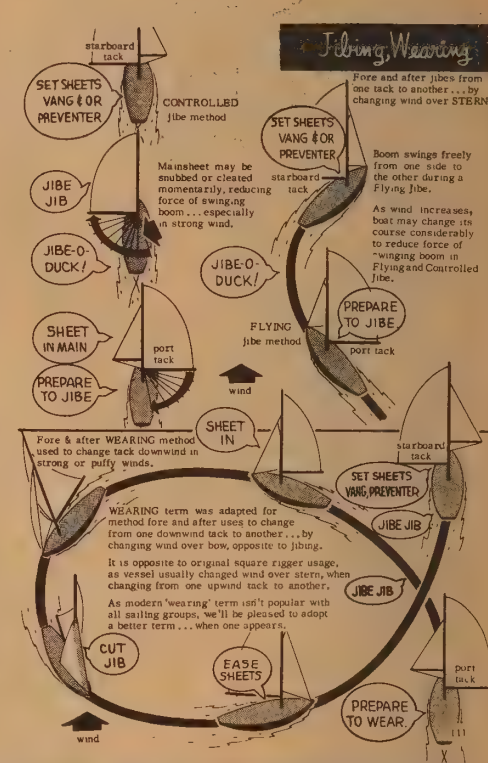 Jibing, Wearing
starboard
tack
SET SHEETS
VANG & OR
PREVENTER
CONTROLLED
jibe method
JIBE
JIB
Mainsheet may be
snubbed or cleated
momentarily, reducing
force of swinging
boom...especially
in strong wind.
JIBE-O-
DUCK!
SHEET
IN MAIN
port
tack
PREPARE
TO JIBE
Fore and after jibes from
one tack to another...by
changing wind over STERN
SET SHEETS
VANG & OR
PREVENTER
starboard
tack
Boom swings freely
from one side to
the other during a
Flying Jibe.
As wind increases,
boat may change its
course considerably
to reduce force of
winging boom in
Flying and Controlled
Jibe.
JIBE-O-
DUCK!
PREPARE
TO JIBE
FLYING
jibe method
port tack
wind
Fore & after WEARING method
used to change tack downwind in
strong or puffy winds.
SHEET
IN
starboard
tack
SET SHEETS
VANG, PREVENTER
JIBE JIB
WEARING term was adapted for
method fore and after uses to change
from one downwind tack to another...by
changing wind over bow, opposite to jibing.
It is opposite to original square rigger usage,
as vessel usually changed wind over stern, when
changing from one upwind tack to another.
As modern 'wearing' term isn't popular with
all sailing groups, we'll be pleased to adopt
a better term...when one appears.
JIBE JIB
CUT
JIB
EASE
SHEETS
port
tack
PREPARE
TO WEAR.
wind
111